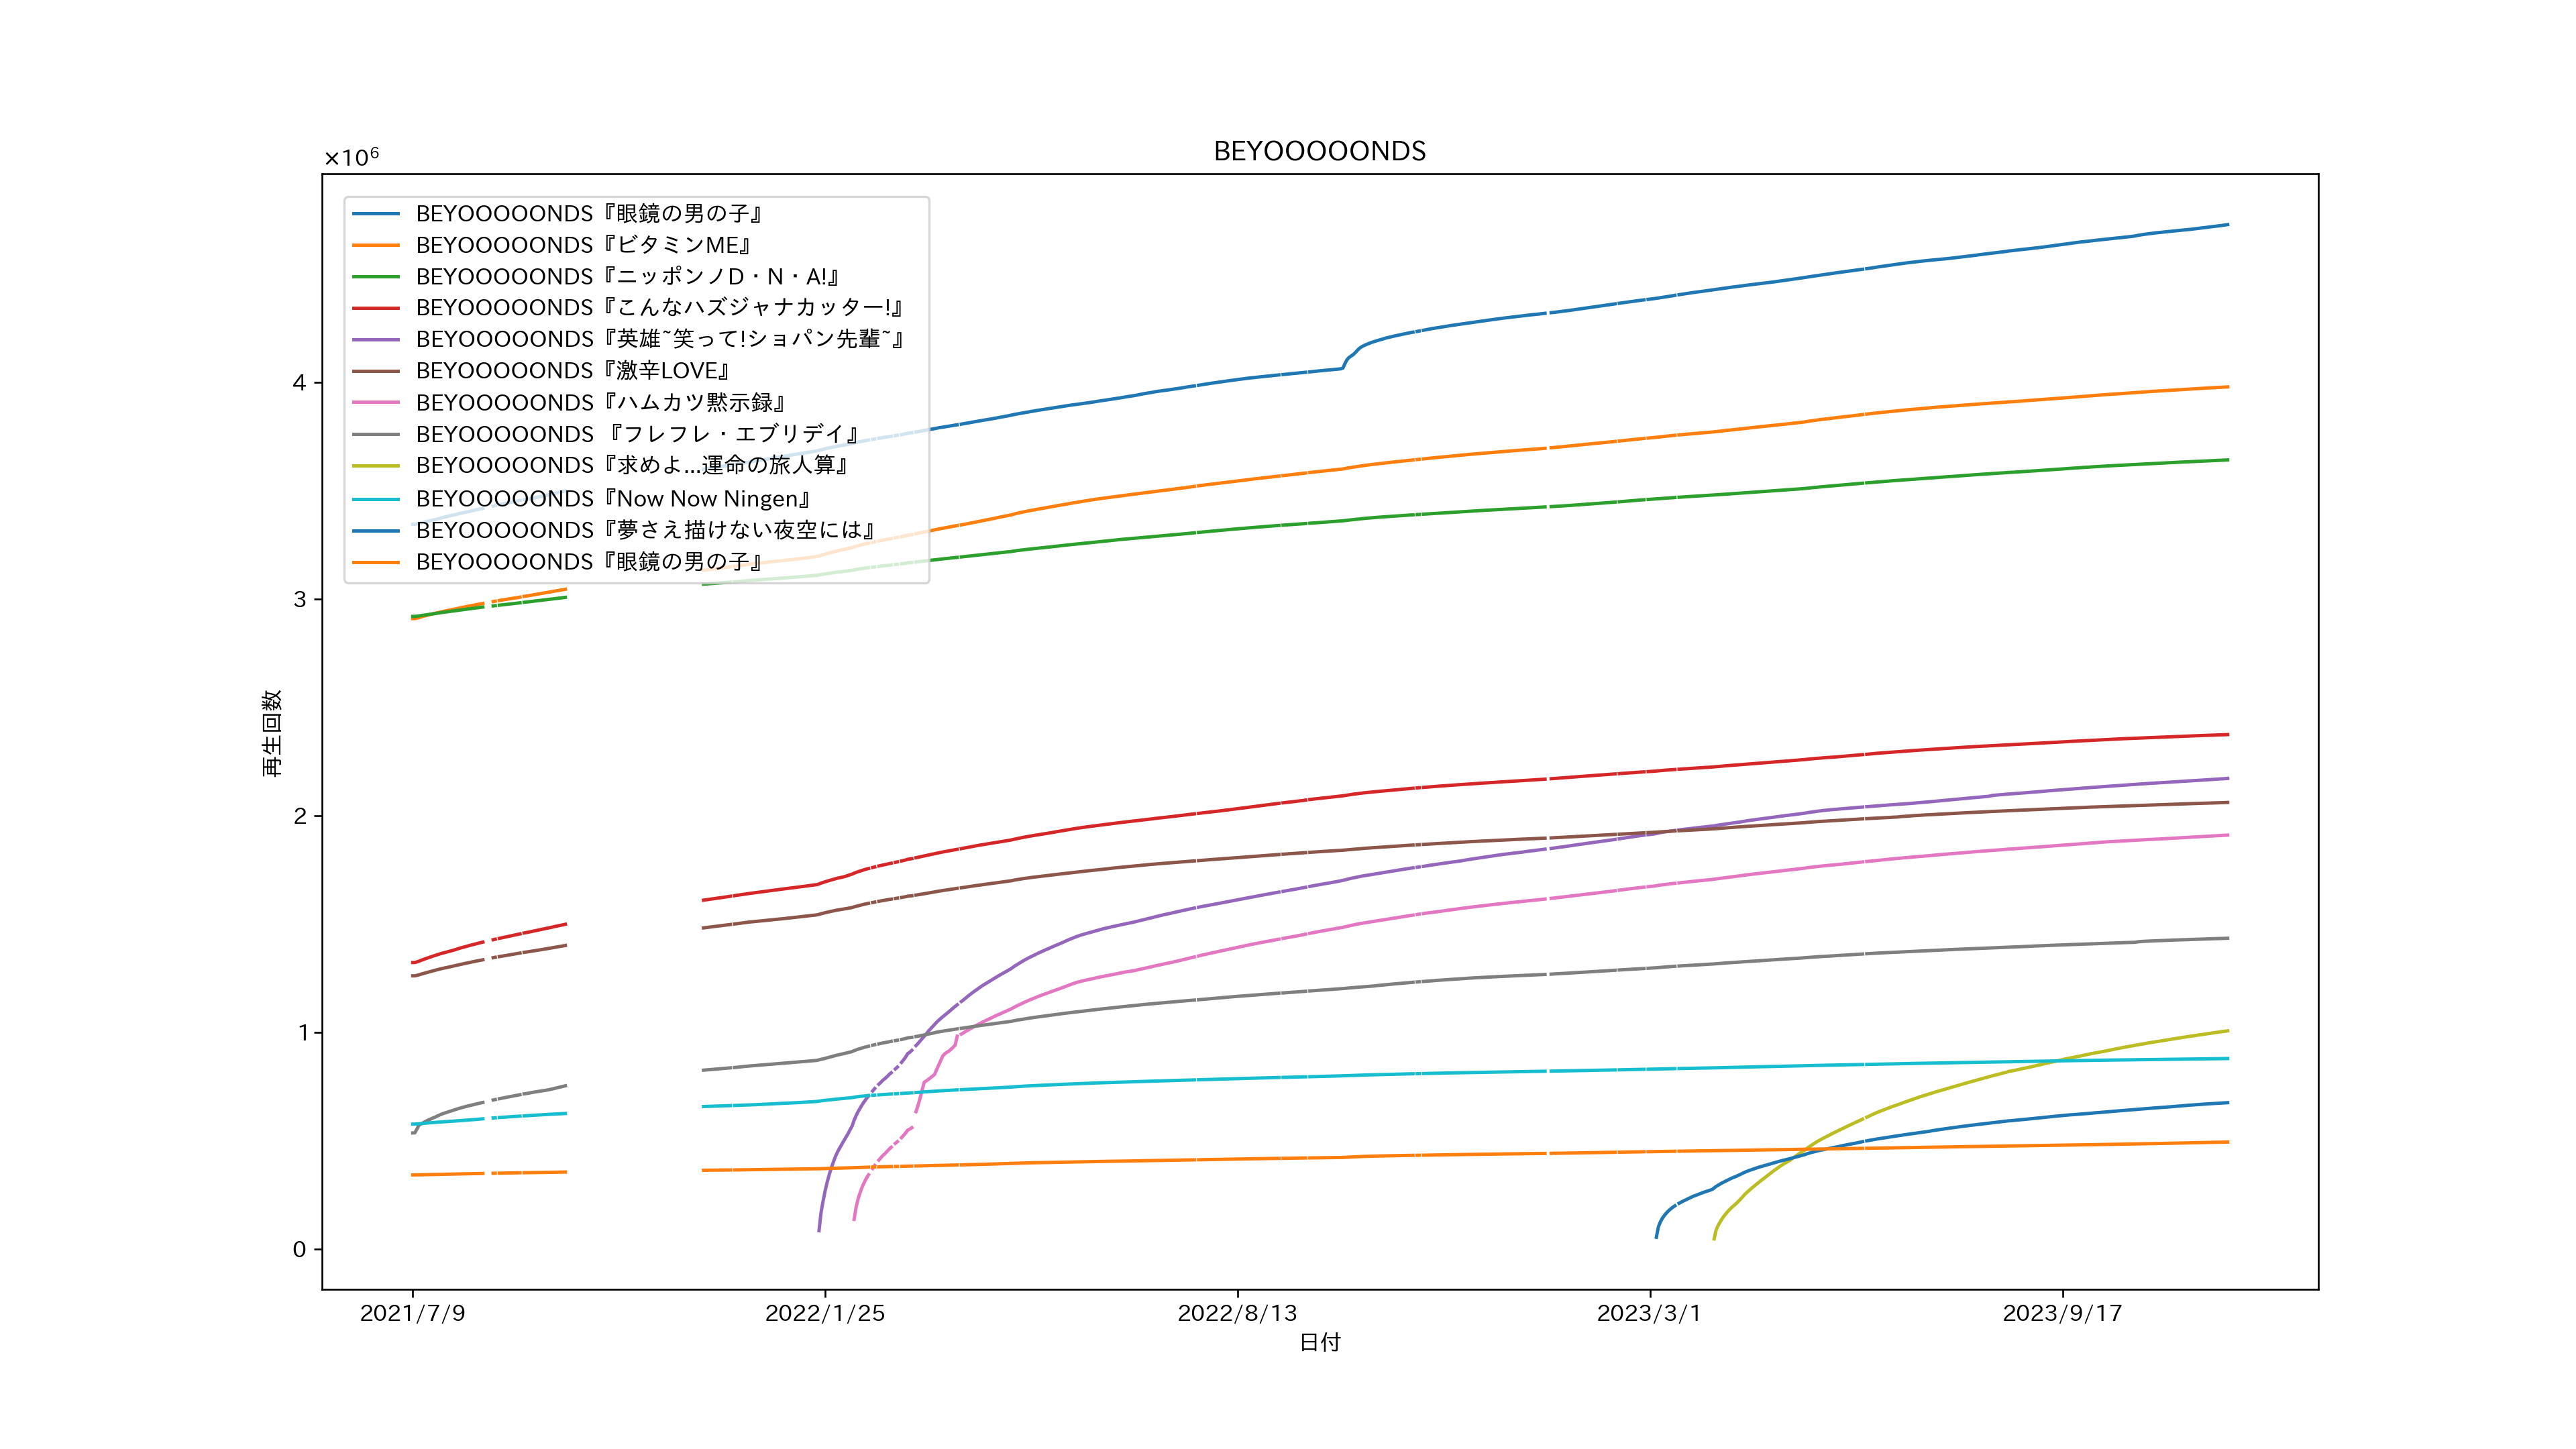 BEYOOOOONDS
×10⁶
BEYOOOOONDS『眼鏡の男の子』
BEYOOOOONDS『ビタミンME』
BEYOOOOONDS『ニッポンノD・N・A!』
BEYOOOOONDS『こんなハズジャナカッター!』
BEYOOOOONDS『英雄~笑って!ショパン先輩~』
BEYOOOOONDS『激辛LOVE』
BEYOOOOONDS『ハムカツ黙示録』
BEYOOOOONDS 『フレフレ・エブリデイ』
BEYOOOOONDS『求めよ...運命の旅人算』
BEYOOOOONDS『Now Now Ningen』
BEYOOOOONDS『夢さえ描けない夜空には』
BEYOOOOONDS『眼鏡の男の子』
4
3
2
1
0
再生回数
2021/7/9 2022/1/25 2022/8/13 2023/3/1 2023/9/17
日付